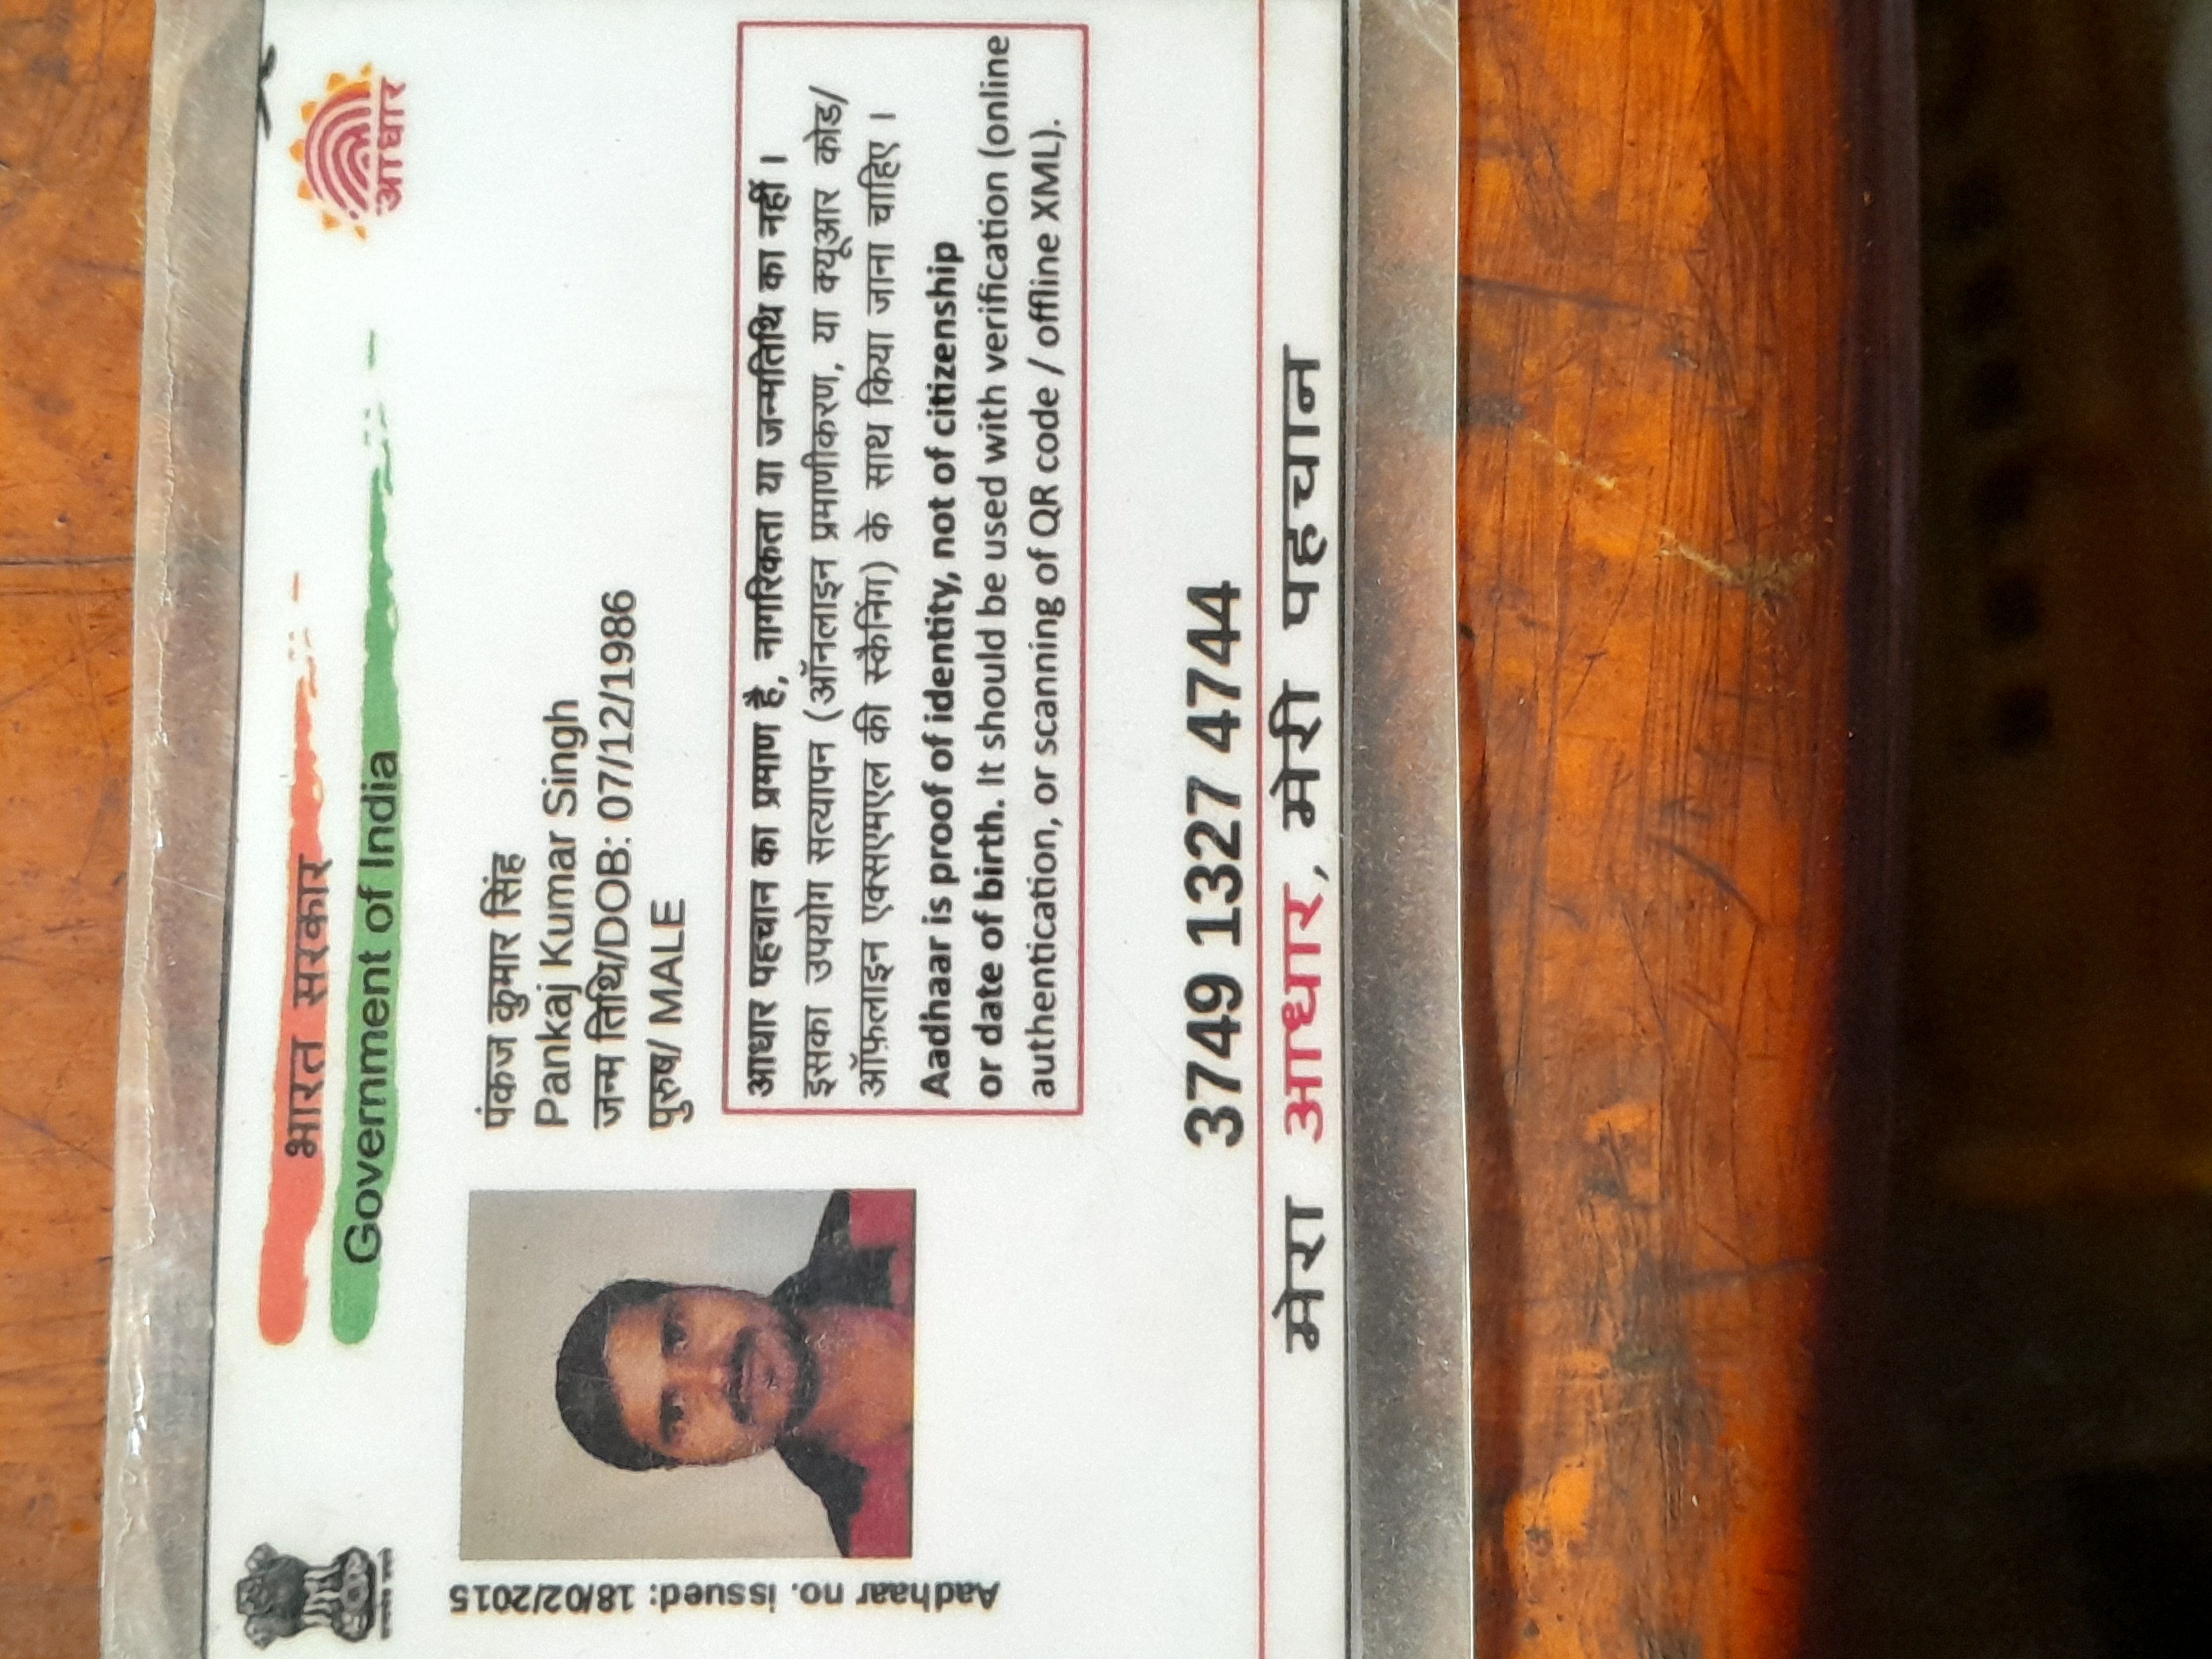 भारत सरकार
Government of India
आधार
Aadhaar no. issued: 18/02/2015
पंकज कुमार सिंह
Pankaj Kumar Singh
जन्म तिथि/DOB: 07/12/1986
पुरुष/ MALE
आधार पहचान का प्रमाण है, नागरिकता या जन्मतिथि का नहीं ।
इसका उपयोग सत्यापन (ऑनलाइन प्रमाणीकरण, या क्यूआर कोड/
ऑफ़लाइन एक्सएमएल की स्कैनिंग) के साथ किया जाना चाहिए ।
Aadhaar is proof of identity, not of citizenship
or date of birth. It should be used with verification (online
authentication, or scanning of QR code / offline XML).
3749 1327 4744
मेरा आधार, मेरी पहचान